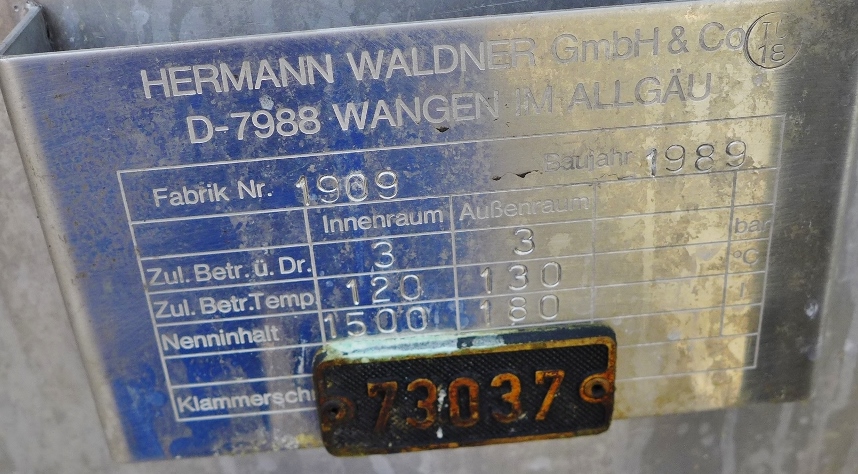 HERMANN WALDNER GmbH & Co
D-7988 WANGEN IM ALLGÄU
Fabrik Nr. 1909 Baujahr 1989
Innenraum Außenraum
Zul. Betr. ü. Dr. 3 3 bar
Zul. Betr. Temp. 120 130 °C
Nenninhalt 1500 180
73037
18